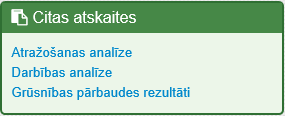 Citas atskaites
Atražošanas analīze
Darbības analīze
Grūsnības pārbaudes rezultāti